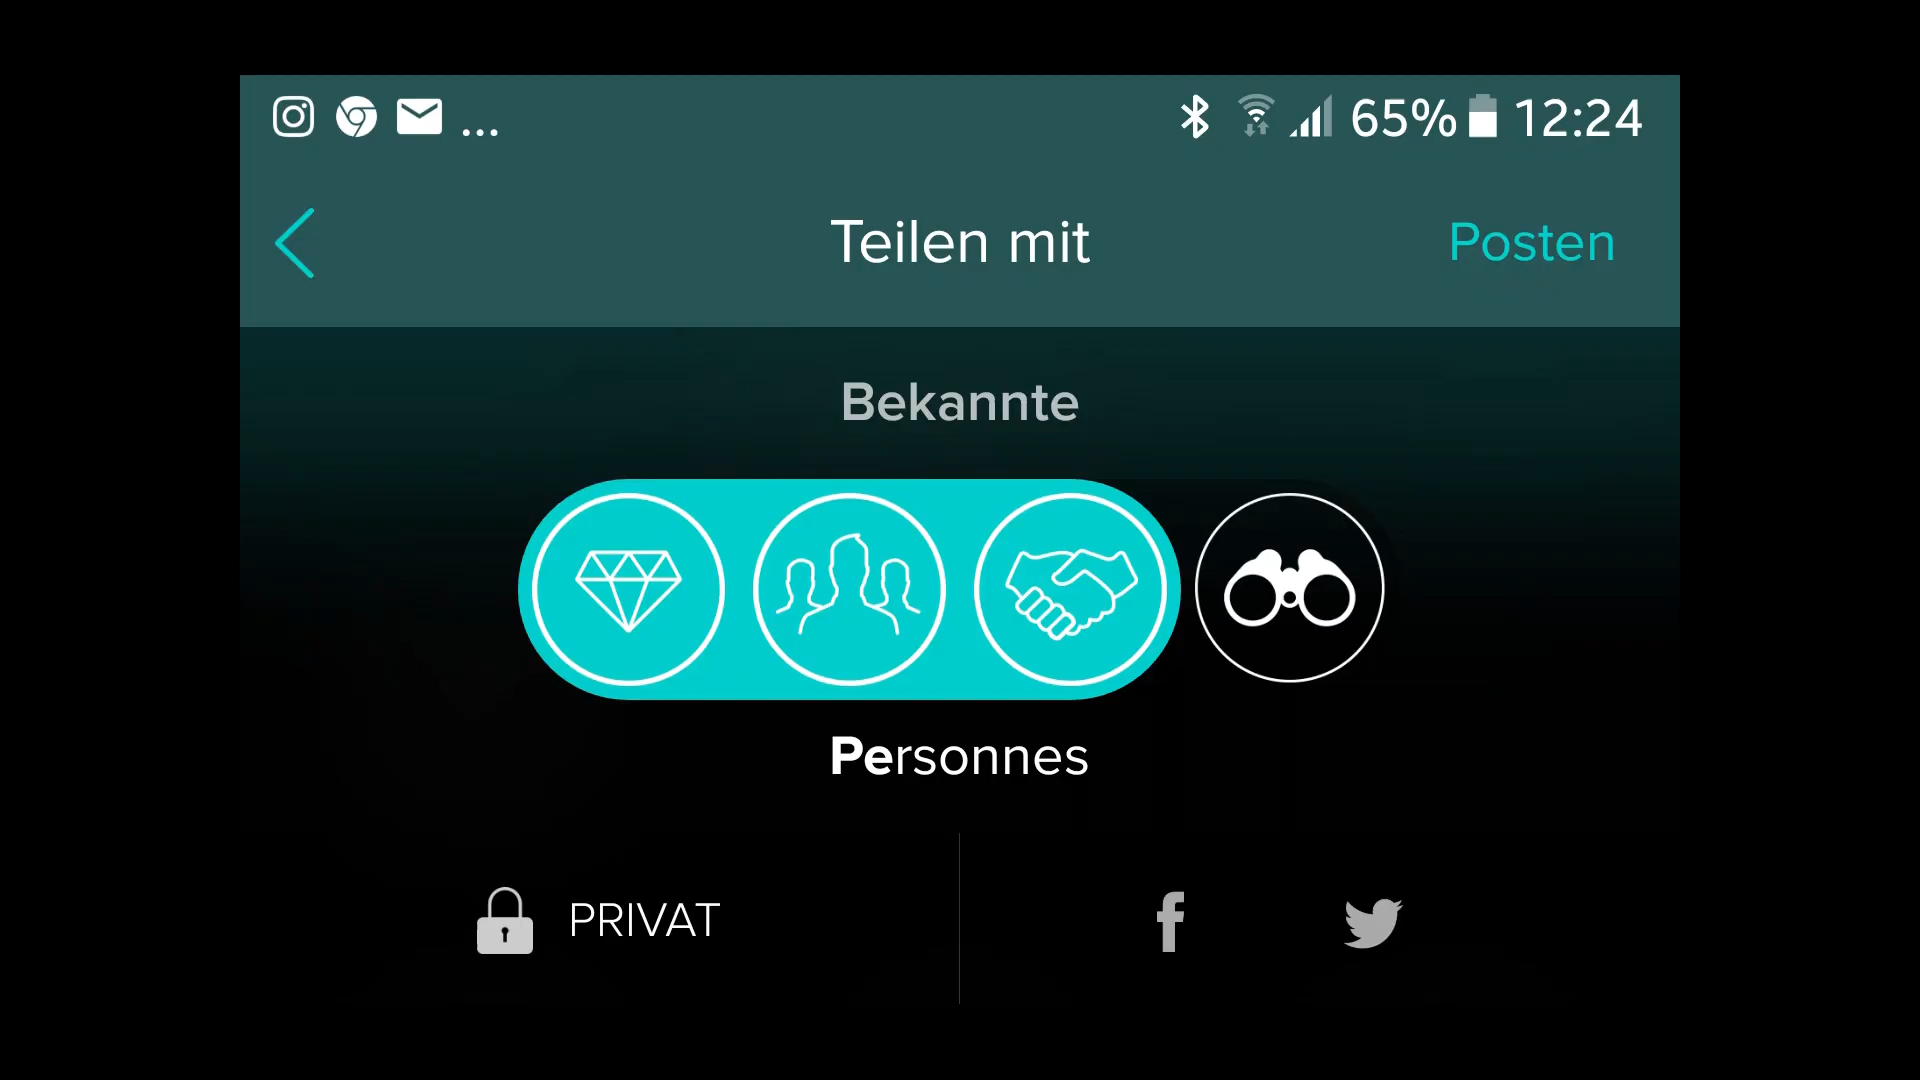 ... 65% 12:24
Teilen mit Posten
Bekannte
Personnes
PRIVAT